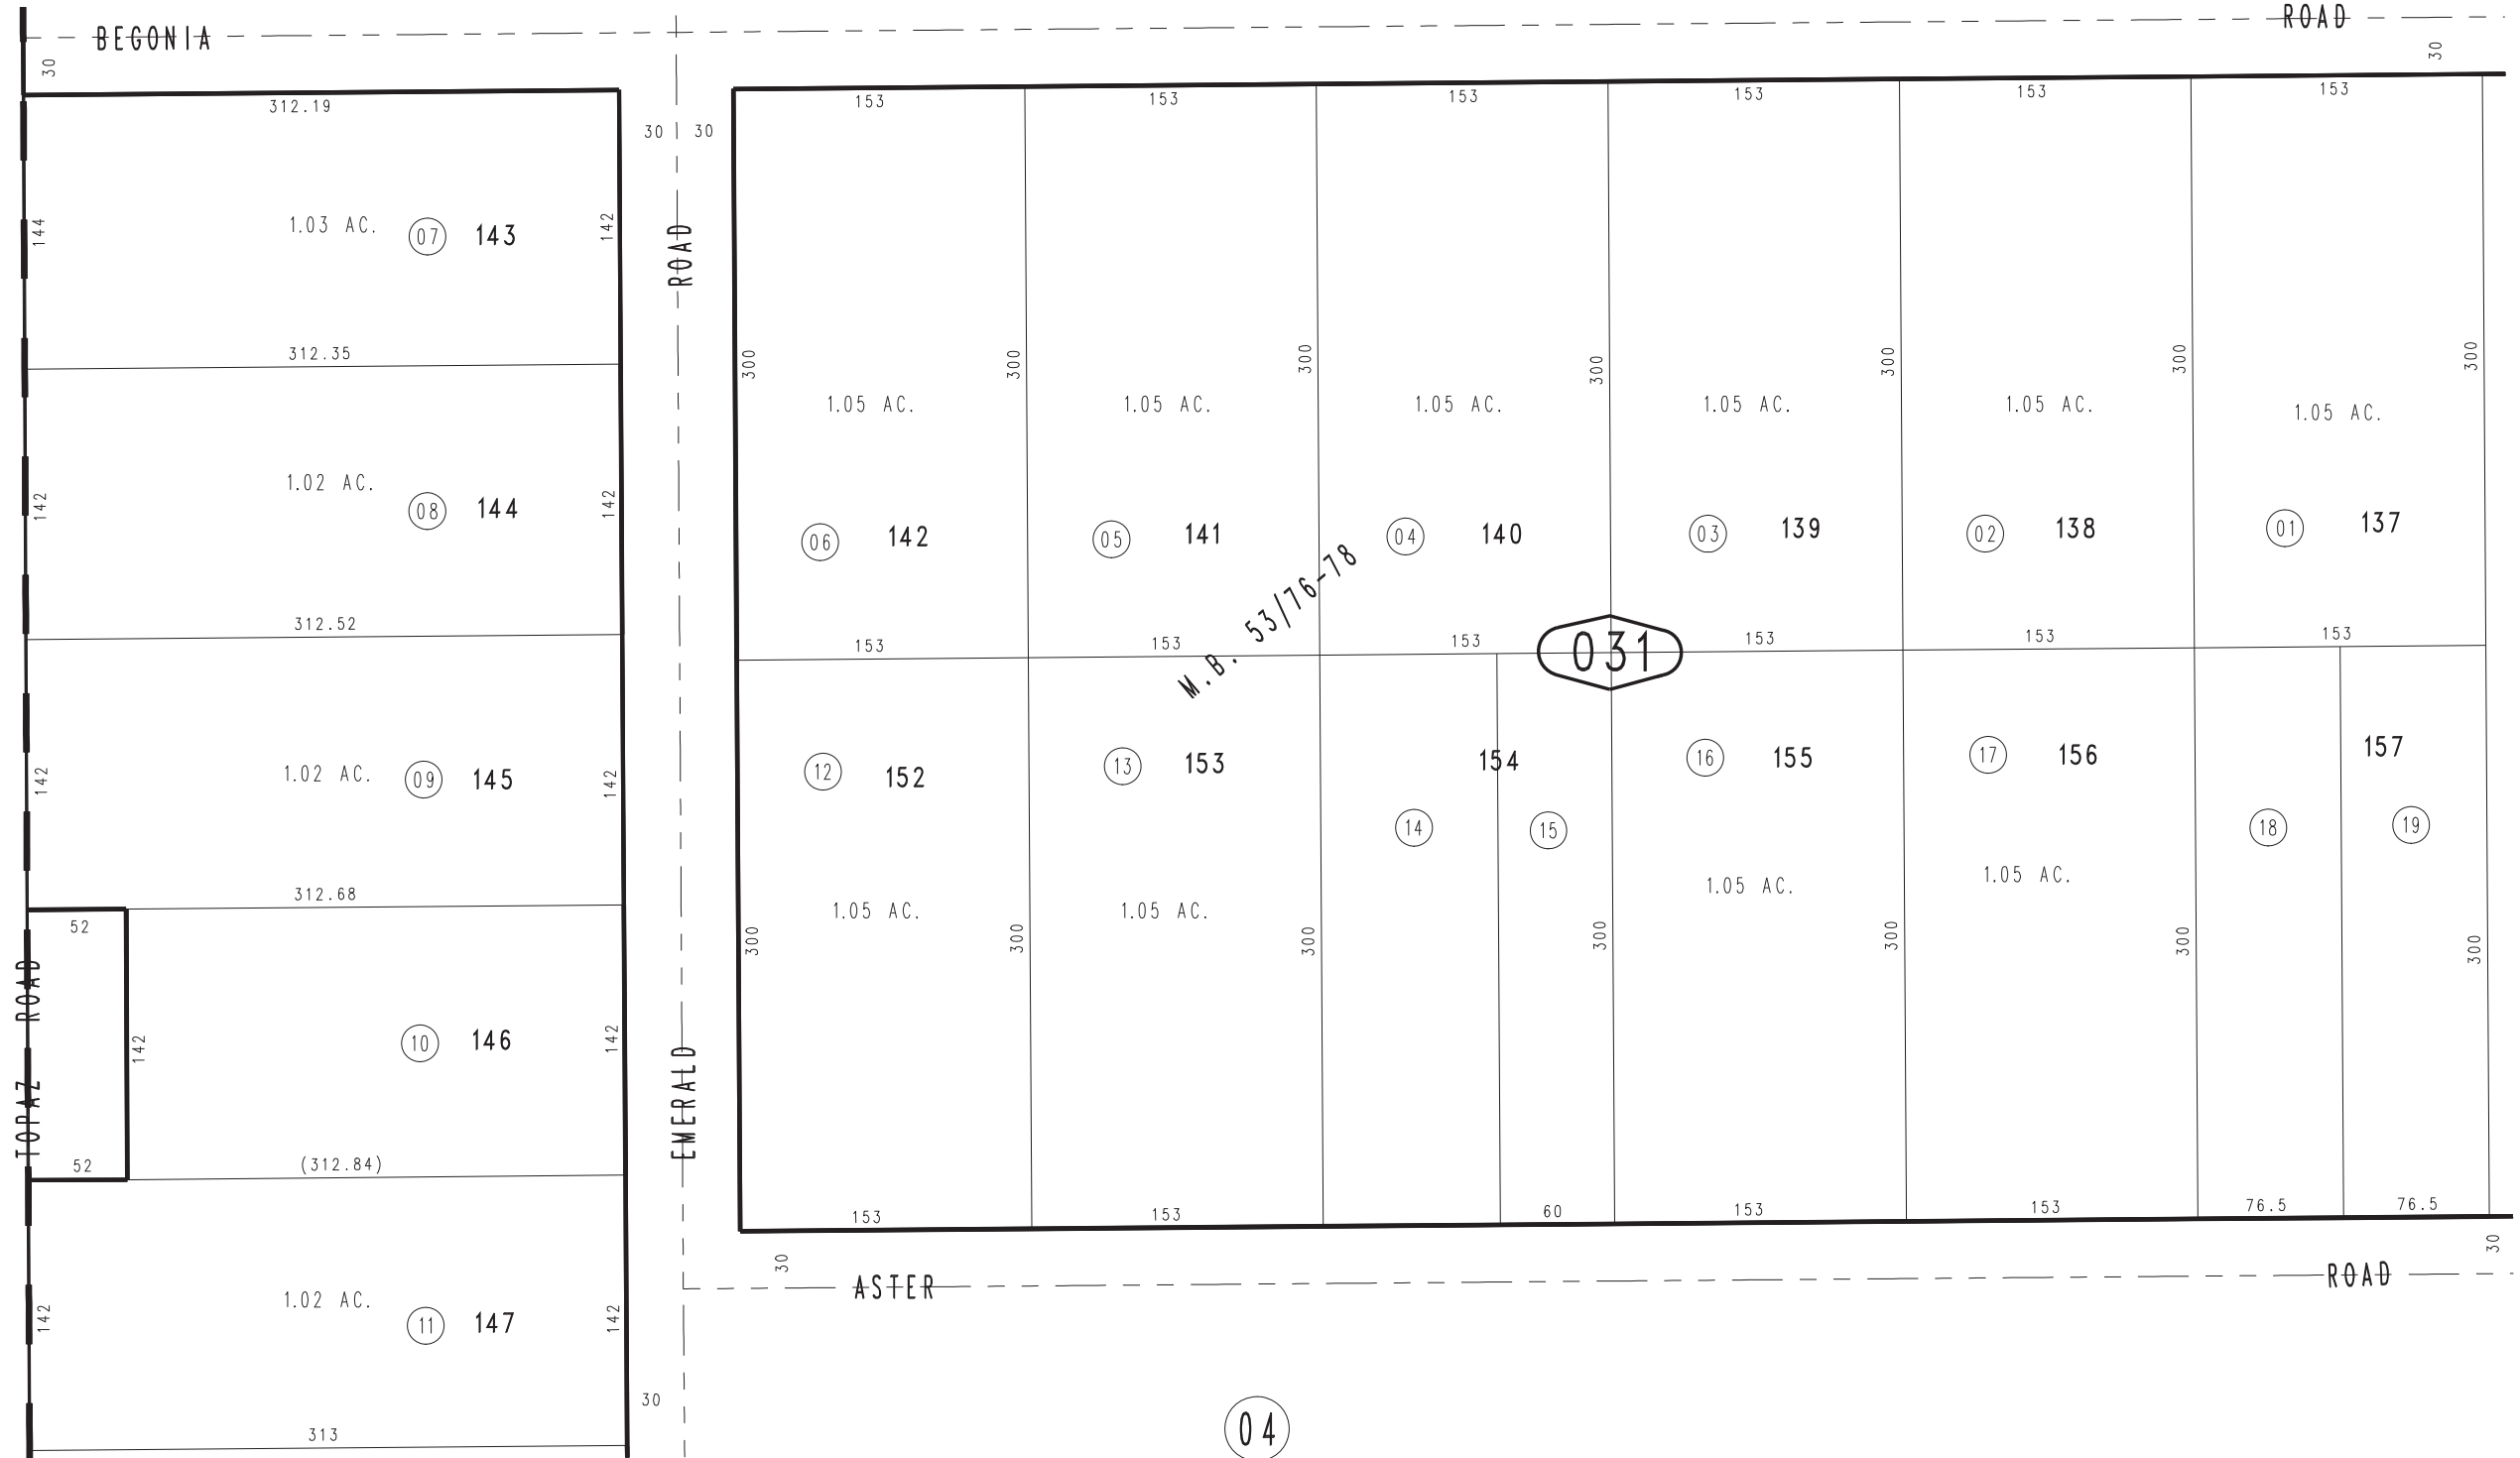 BEGONIA ROAD
30 30
312.19
144 1.03 AC. 07 143 142
312.35
142 1.02 AC. 08 144 142
312.52
142 1.02 AC. 09 145 142
312.68
52
TOPAZ ROAD
142 10 146 142
52 (312.84)
142 1.02 AC. 11 147 142
313
30 30
EMERALD ROAD
30
153 153 153 153 153 153
300 300 300 300 300 300 300
1.05 AC. 1.05 AC. 1.05 AC. 1.05 AC. 1.05 AC. 1.05 AC.
06 142 05 141 04 140 03 139 02 138 01 137
M.B. 53/76-78
031
153 153 153 153 153 153
12 152 13 153 154 16 155 17 156 157
14 15 18 19
1.05 AC. 1.05 AC. 1.05 AC. 1.05 AC.
300 300 300 300 300 300 300
153 153 60 153 153 76.5 76.5
30 30
ASTER ROAD
04